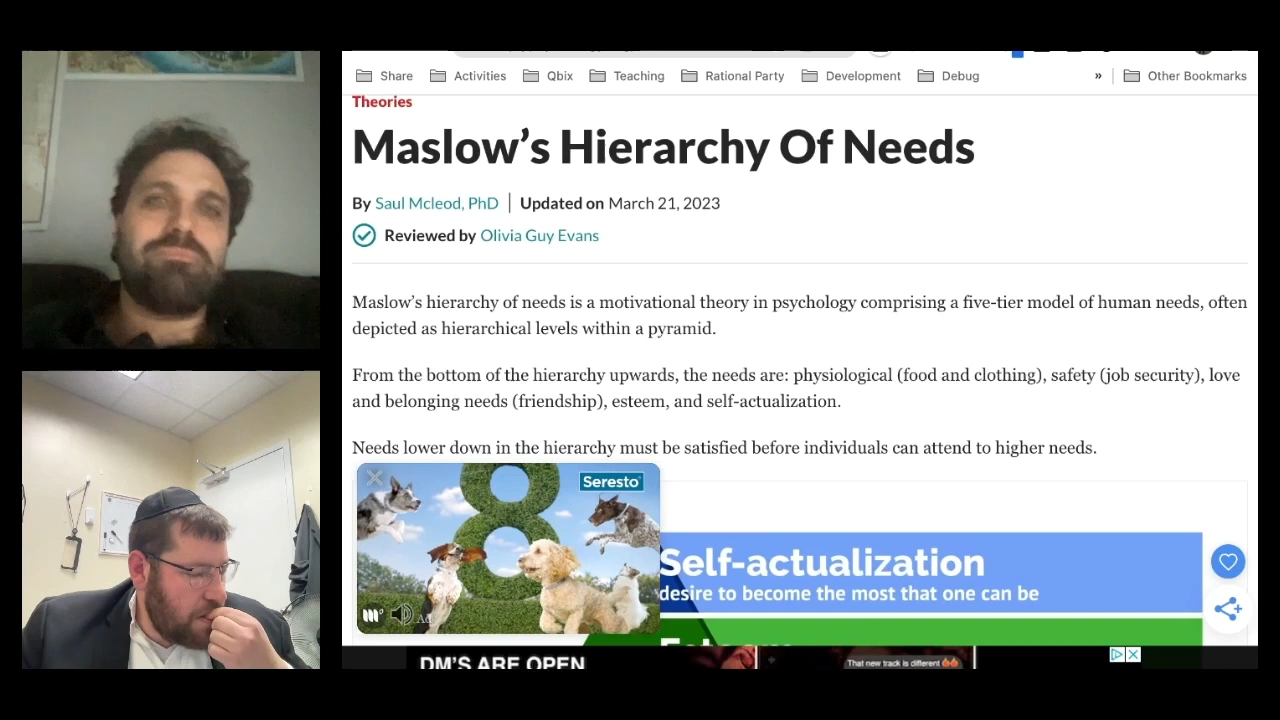 Share Activities Qbix Teaching Rational Party Development Debug » Other Bookmarks
Theories
Maslow’s Hierarchy Of Needs
By Saul Mcleod, PhD | Updated on March 21, 2023
Reviewed by Olivia Guy Evans
Maslow’s hierarchy of needs is a motivational theory in psychology comprising a five-tier model of human needs, often
depicted as hierarchical levels within a pyramid.
From the bottom of the hierarchy upwards, the needs are: physiological (food and clothing), safety (job security), love
and belonging needs (friendship), esteem, and self-actualization.
Needs lower down in the hierarchy must be satisfied before individuals can attend to higher needs.
Seresto
Ad
Self-actualization
desire to become the most that one can be
DM'S ARE OPEN
That new track is different